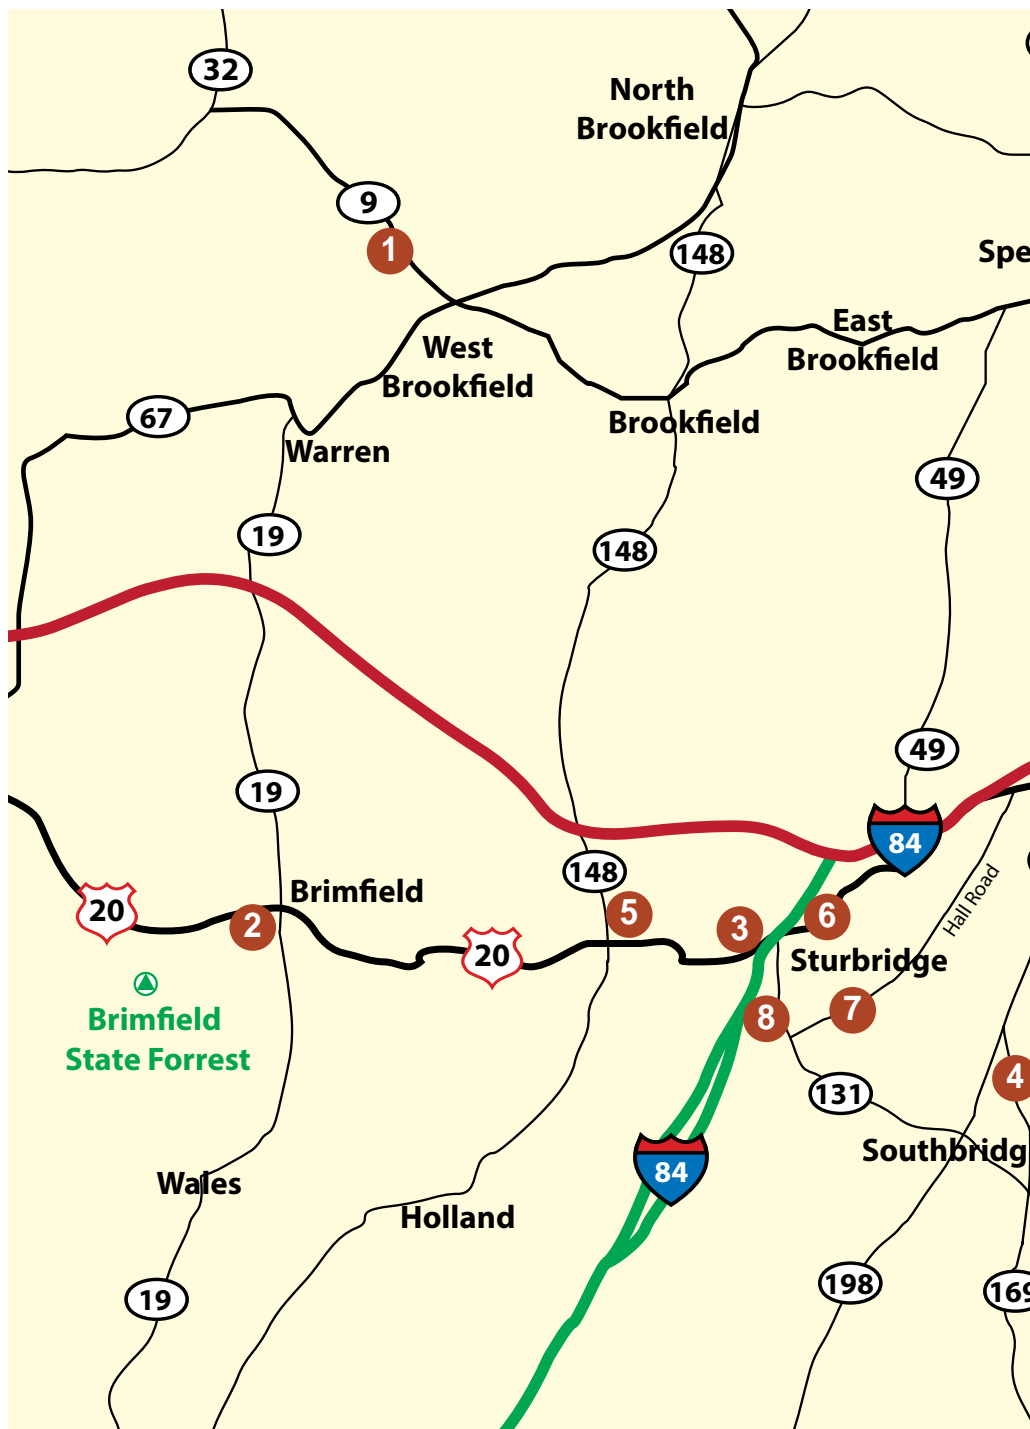 32
North
Brookfield
9
1
148
Spe
East
Brookfield
West
Brookfield
67
Brookfield
Warren
49
19
148
49
19
84
148
Brimfield
20
2
5
3
6
Hall Road
20
Sturbridge
Brimfield
State Forrest
8
7
4
131
Southbridg
84
Wales
Holland
19
198
169